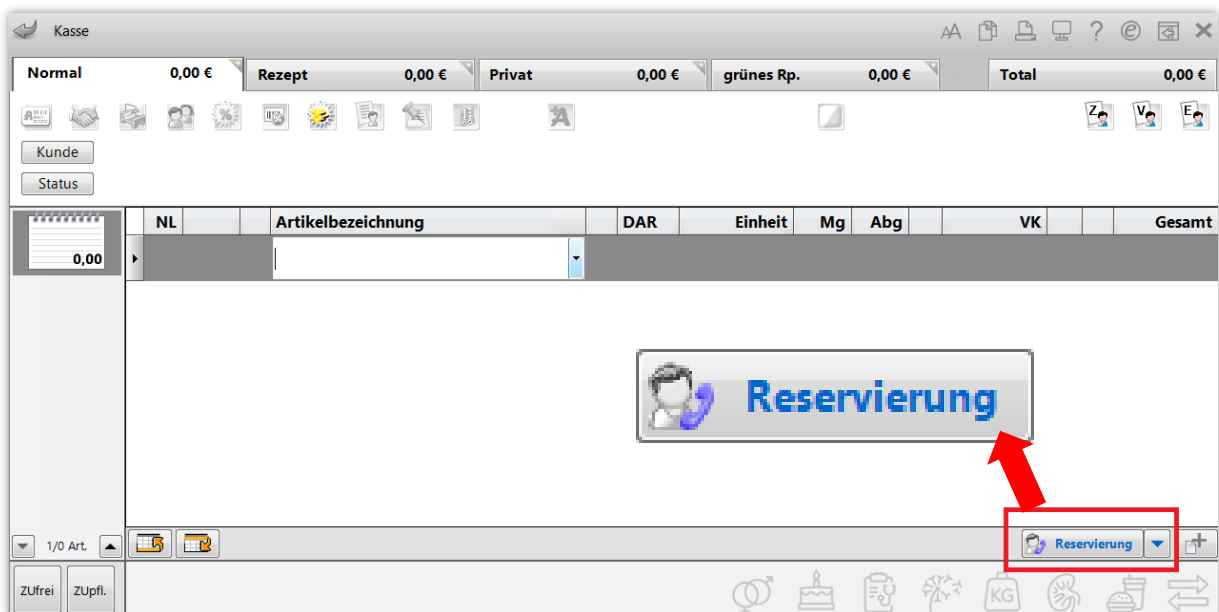 Kasse
Normal 0,00 € Rezept 0,00 € Privat 0,00 € grünes Rp. 0,00 € Total 0,00 €
Z V E
Kunde
Status
NL Artikelbezeichnung DAR Einheit Mg Abg VK Gesamt
0,00
Reservierung
1/0 Art. Reservierung
ZUfrei ZUpfl. KG